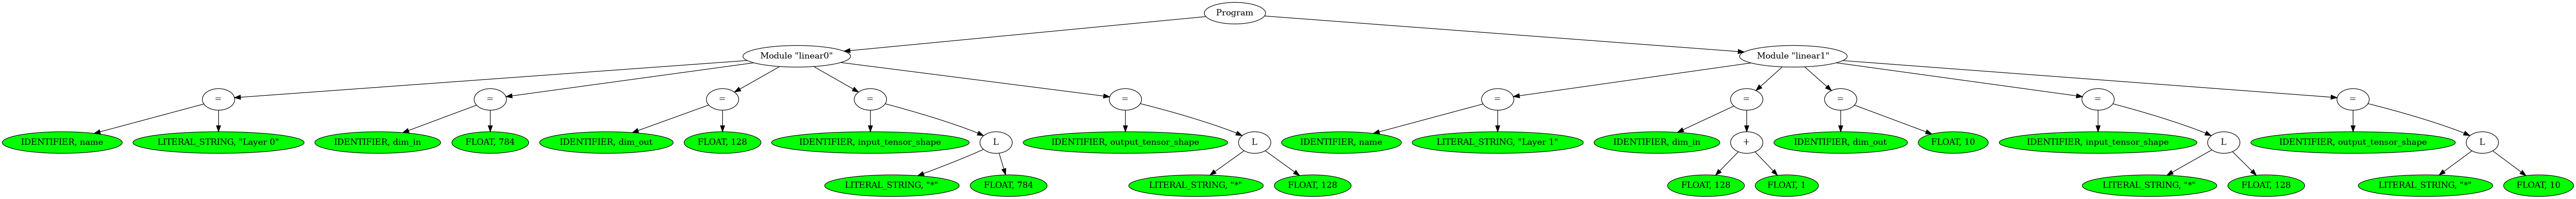 Program
Module "linear0"
Module "linear1"
=
=
=
=
=
=
=
=
=
=
IDENTIFIER, name
LITERAL_STRING, "Layer 0"
IDENTIFIER, dim_in
FLOAT, 784
IDENTIFIER, dim_out
FLOAT, 128
IDENTIFIER, input_tensor_shape
L
IDENTIFIER, output_tensor_shape
L
IDENTIFIER, name
LITERAL_STRING, "Layer 1"
IDENTIFIER, dim_in
+
IDENTIFIER, dim_out
FLOAT, 10
IDENTIFIER, input_tensor_shape
L
IDENTIFIER, output_tensor_shape
L
LITERAL_STRING, "*"
FLOAT, 784
LITERAL_STRING, "*"
FLOAT, 128
FLOAT, 128
FLOAT, 1
LITERAL_STRING, "*"
FLOAT, 128
LITERAL_STRING, "*"
FLOAT, 10